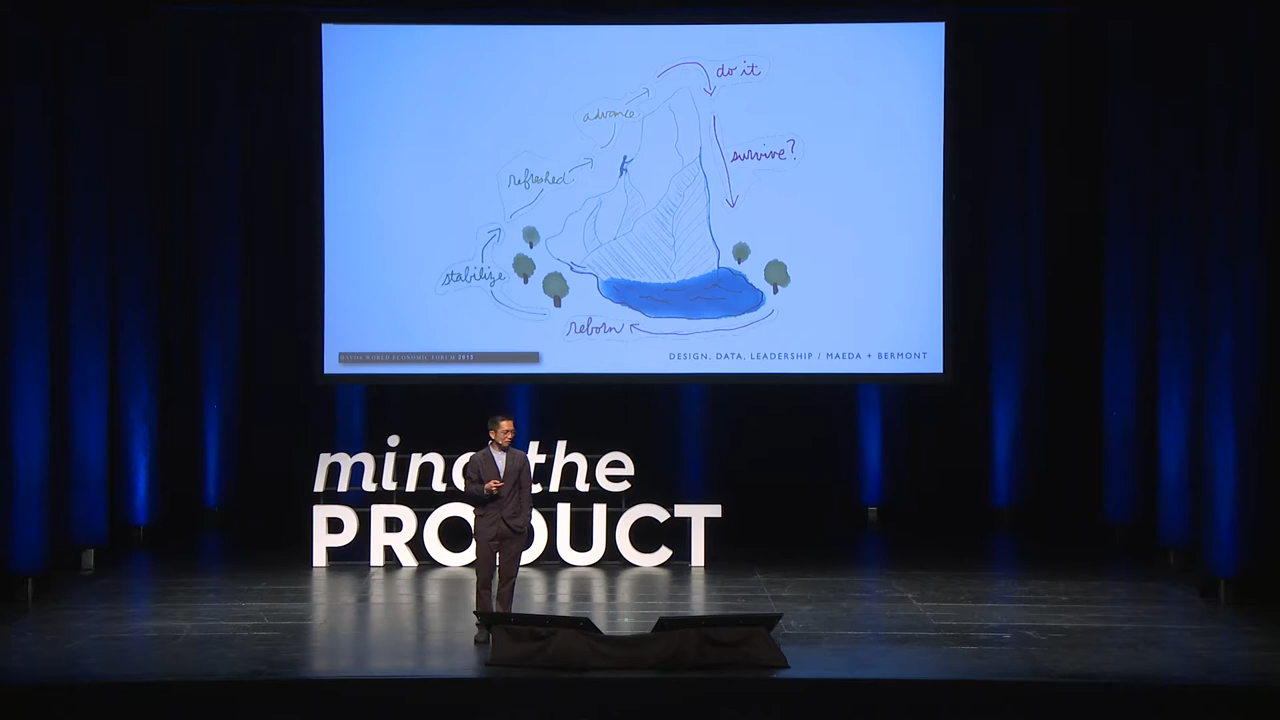 do it
advance
survive?
refreshed
stabilize
reborn
DAVOS WORLD ECONOMIC FORUM 2013
DESIGN, DATA, LEADERSHIP / MAEDA + BERMONT
mind the
PRODUCT